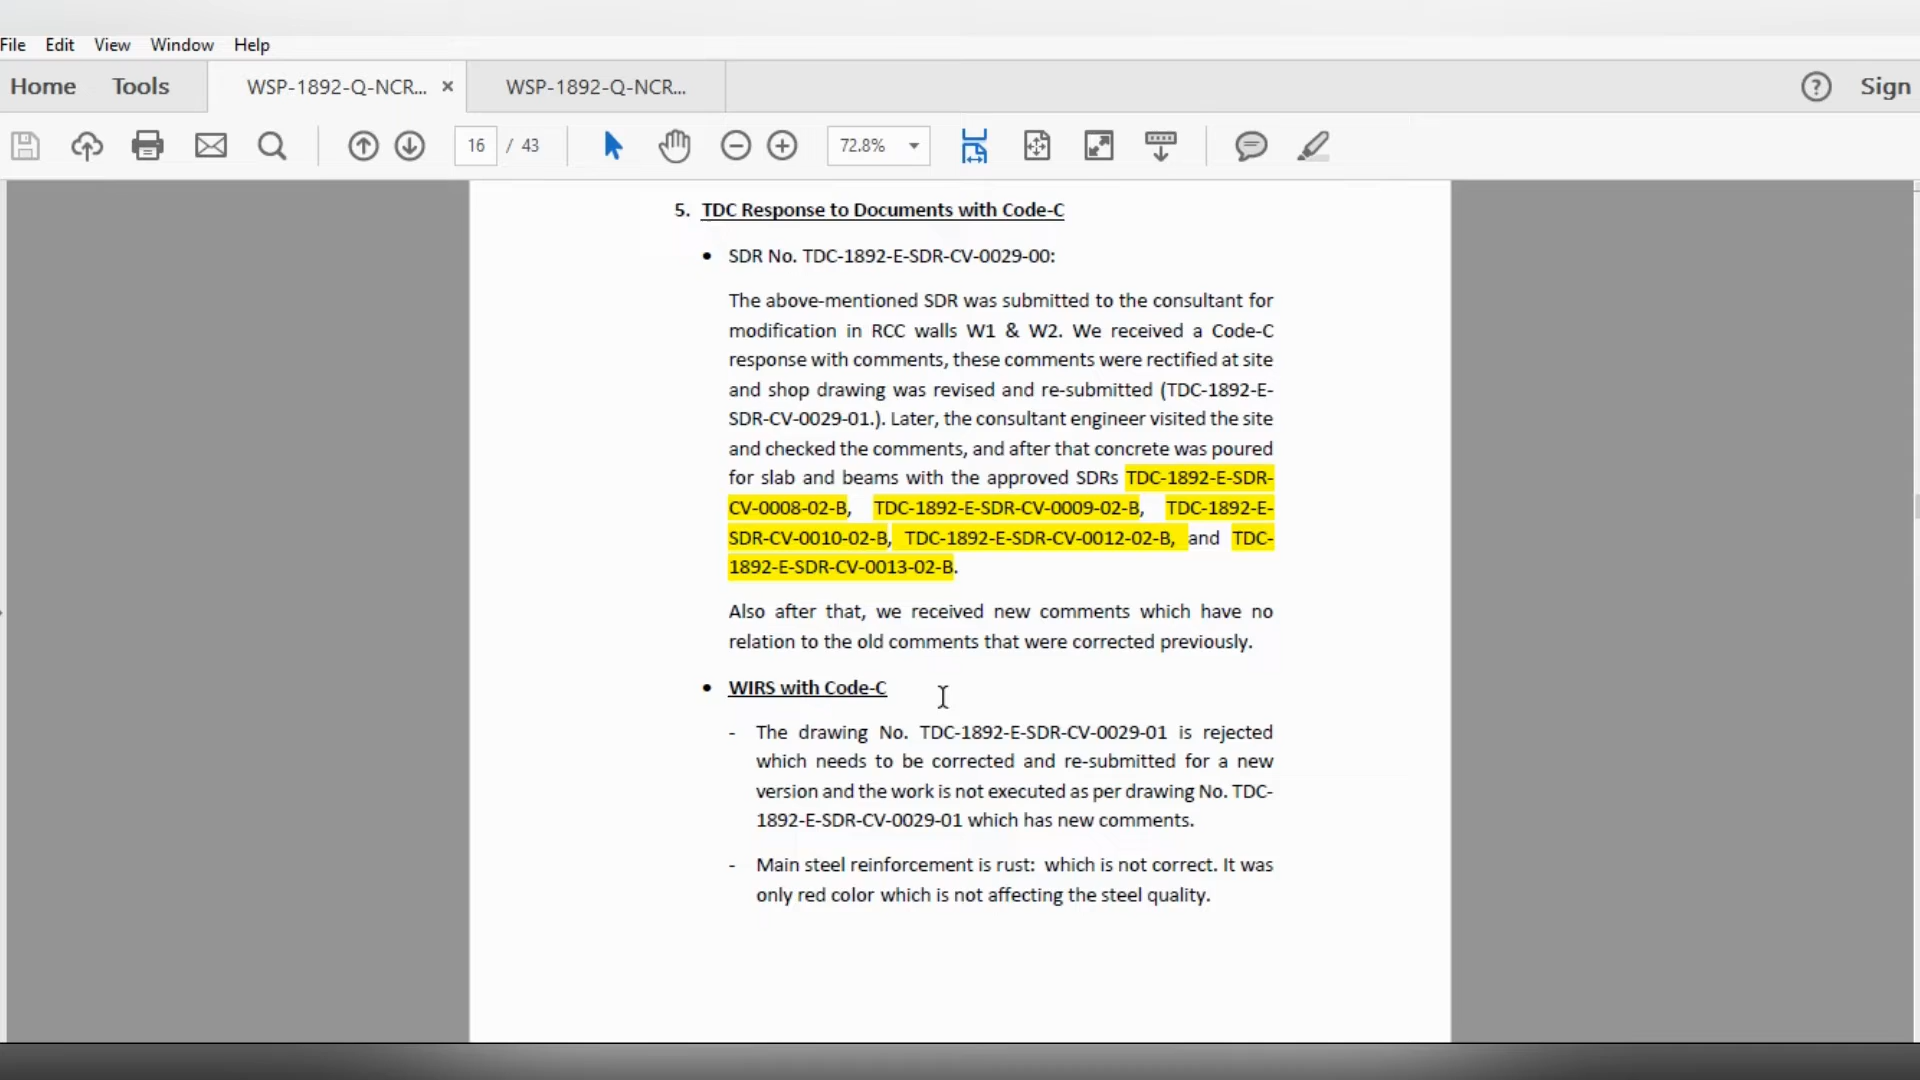 File Edit View Window Help
Home Tools WSP-1892-Q-NCR... × WSP-1892-Q-NCR... ? Sign
16 / 43 72.8%
5. TDC Response to Documents with Code-C
• SDR No. TDC-1892-E-SDR-CV-0029-00:
The above-mentioned SDR was submitted to the consultant for
modification in RCC walls W1 & W2. We received a Code-C
response with comments, these comments were rectified at site
and shop drawing was revised and re-submitted (TDC-1892-E-
SDR-CV-0029-01.). Later, the consultant engineer visited the site
and checked the comments, and after that concrete was poured
for slab and beams with the approved SDRs TDC-1892-E-SDR-
CV-0008-02-B, TDC-1892-E-SDR-CV-0009-02-B, TDC-1892-E-
SDR-CV-0010-02-B, TDC-1892-E-SDR-CV-0012-02-B, and TDC-
1892-E-SDR-CV-0013-02-B.
Also after that, we received new comments which have no
relation to the old comments that were corrected previously.
• WIRS with Code-C
- The drawing No. TDC-1892-E-SDR-CV-0029-01 is rejected
which needs to be corrected and re-submitted for a new
version and the work is not executed as per drawing No. TDC-
1892-E-SDR-CV-0029-01 which has new comments.
- Main steel reinforcement is rust: which is not correct. It was
only red color which is not affecting the steel quality.